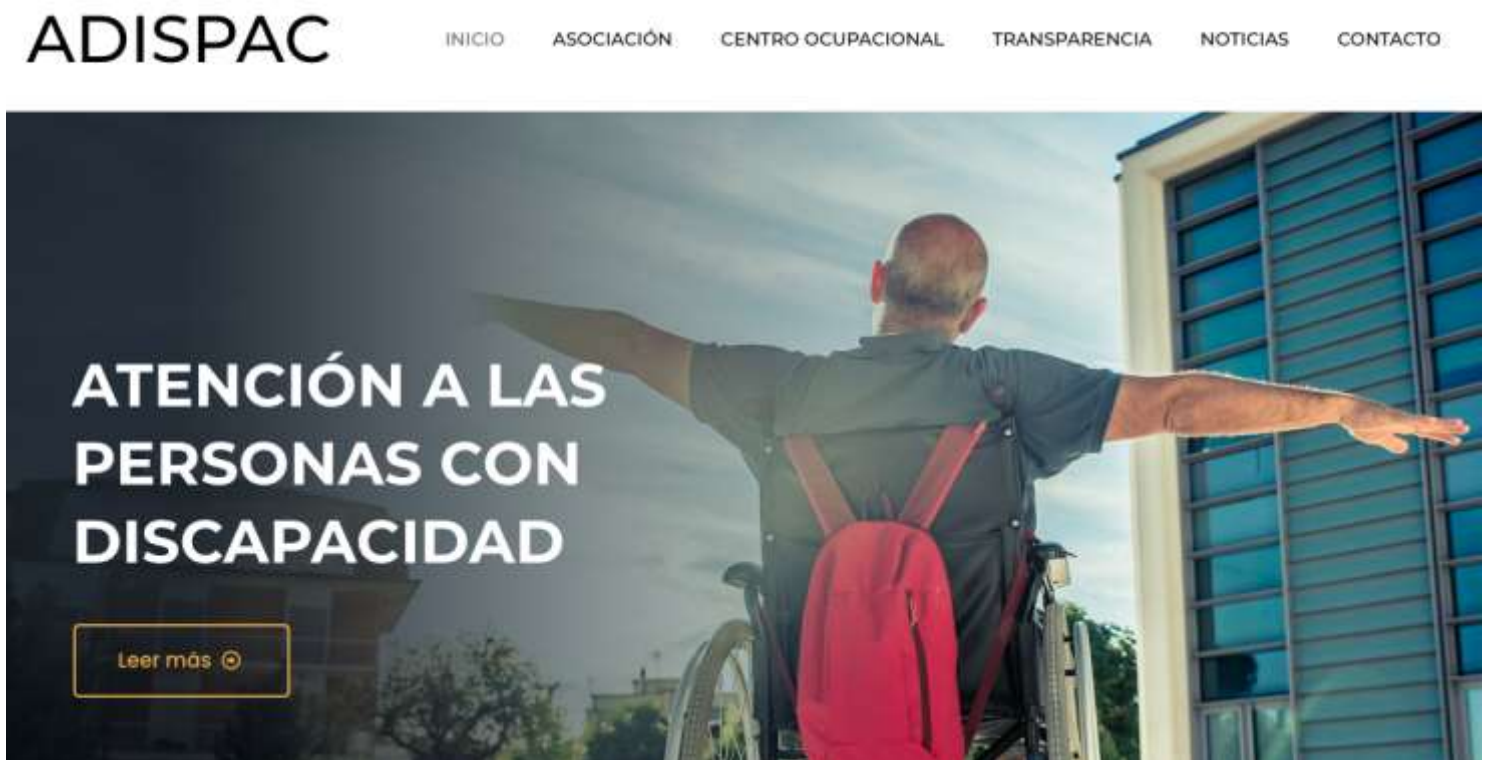 ADISPAC
INICIO ASOCIACIÓN CENTRO OCUPACIONAL TRANSPARENCIA NOTICIAS CONTACTO
ATENCIÓN A LAS
PERSONAS CON
DISCAPACIDAD
Leer más